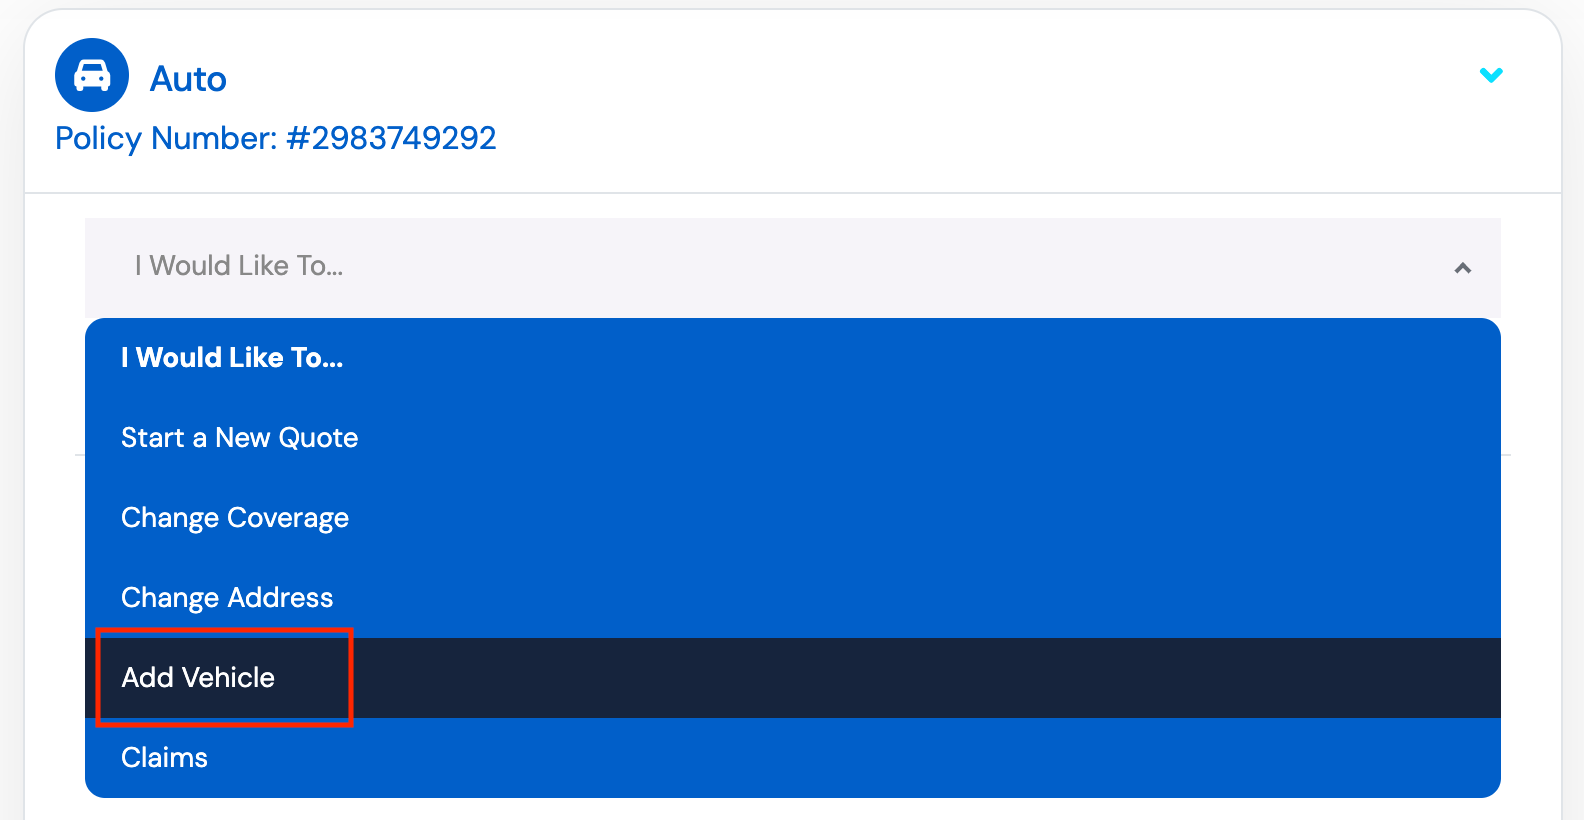 Auto
Policy Number: #2983749292
I Would Like To...
I Would Like To...
Start a New Quote
Change Coverage
Change Address
Add Vehicle
Claims